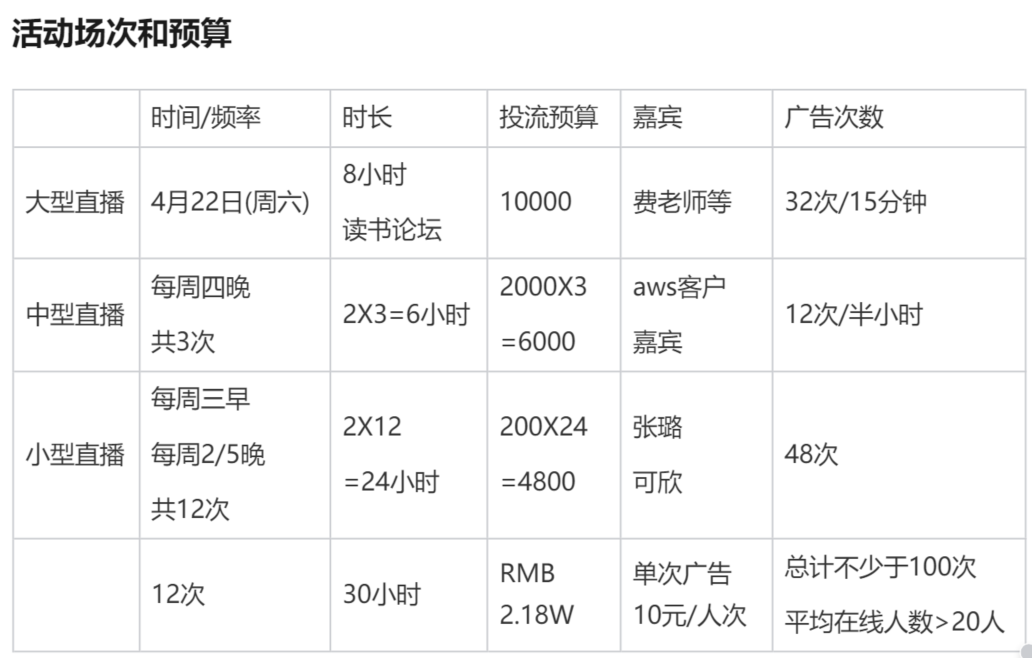 活动场次和预算
时间/频率
时长
投流预算
嘉宾
广告次数
大型直播
4月22日(周六)
8小时
读书论坛
10000
费老师等
32次/15分钟
中型直播
每周四晚
共3次
2X3=6小时
2000X3
=6000
aws客户
嘉宾
12次/半小时
小型直播
每周三早
每周2/5晚
共12次
2X12
=24小时
200X24
=4800
张璐
可欣
48次
12次
30小时
RMB
2.18W
单次广告
10元/人次
总计不少于100次
平均在线人数>20人